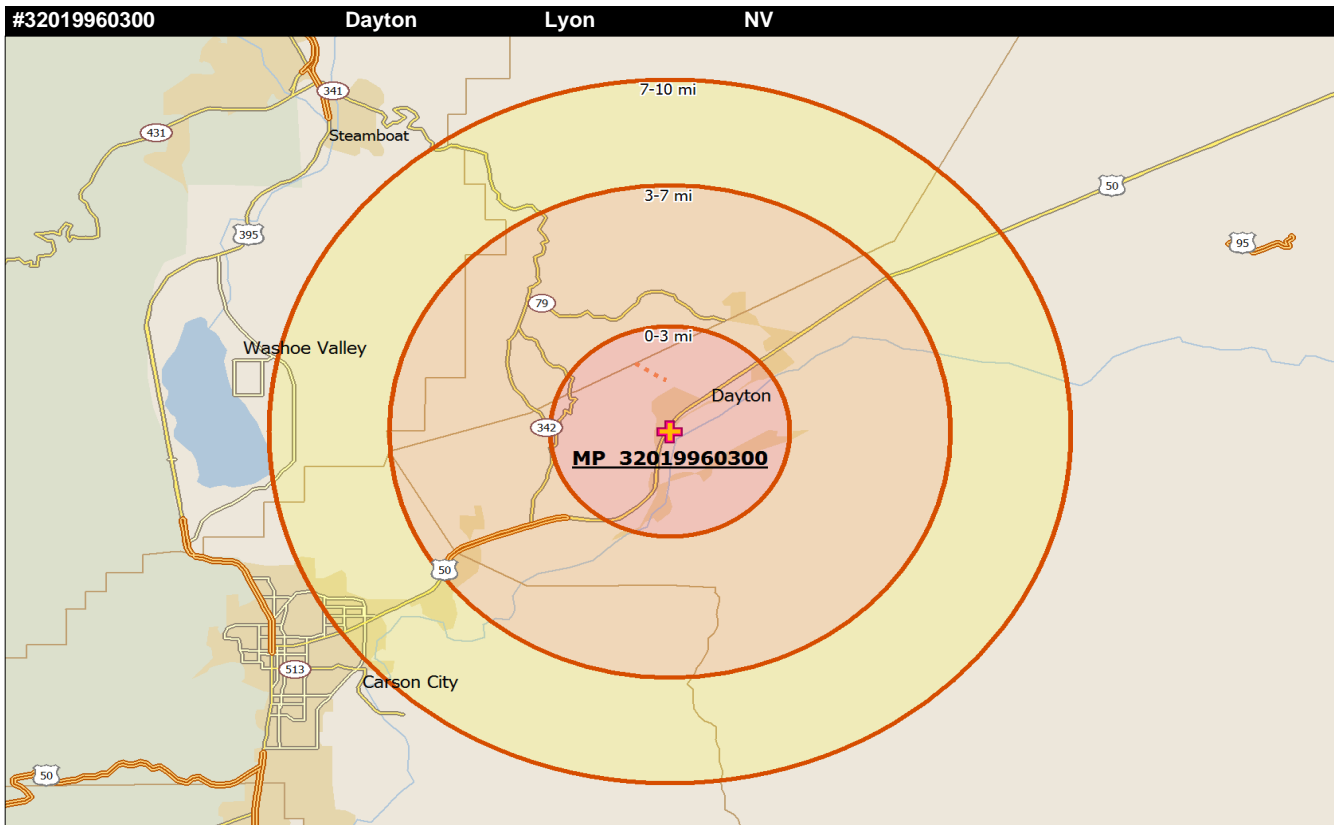 #32019960300 Dayton Lyon NV
7-10 mi
341
431
Steamboat
50
3-7 mi
395
95
79
0-3 mi
Washoe Valley
Dayton
342
MP 32019960300
50
513
Carson City
50